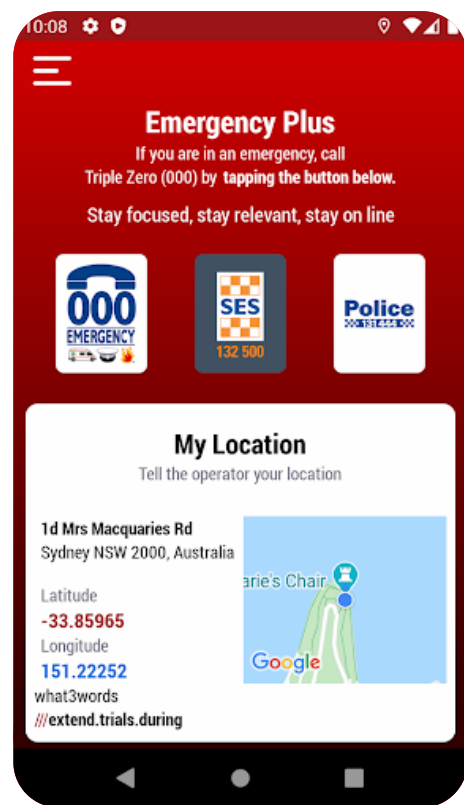 10:08
Emergency Plus
If you are in an emergency, call
Triple Zero (000) by tapping the button below.
Stay focused, stay relevant, stay on line
000
EMERGENCY
SES
132 500
Police
131 444
My Location
Tell the operator your location
1d Mrs Macquaries Rd
Sydney NSW 2000, Australia
Latitude
-33.85965
Longitude
151.22252
what3words
///extend.trials.during
arie's Chair
Google